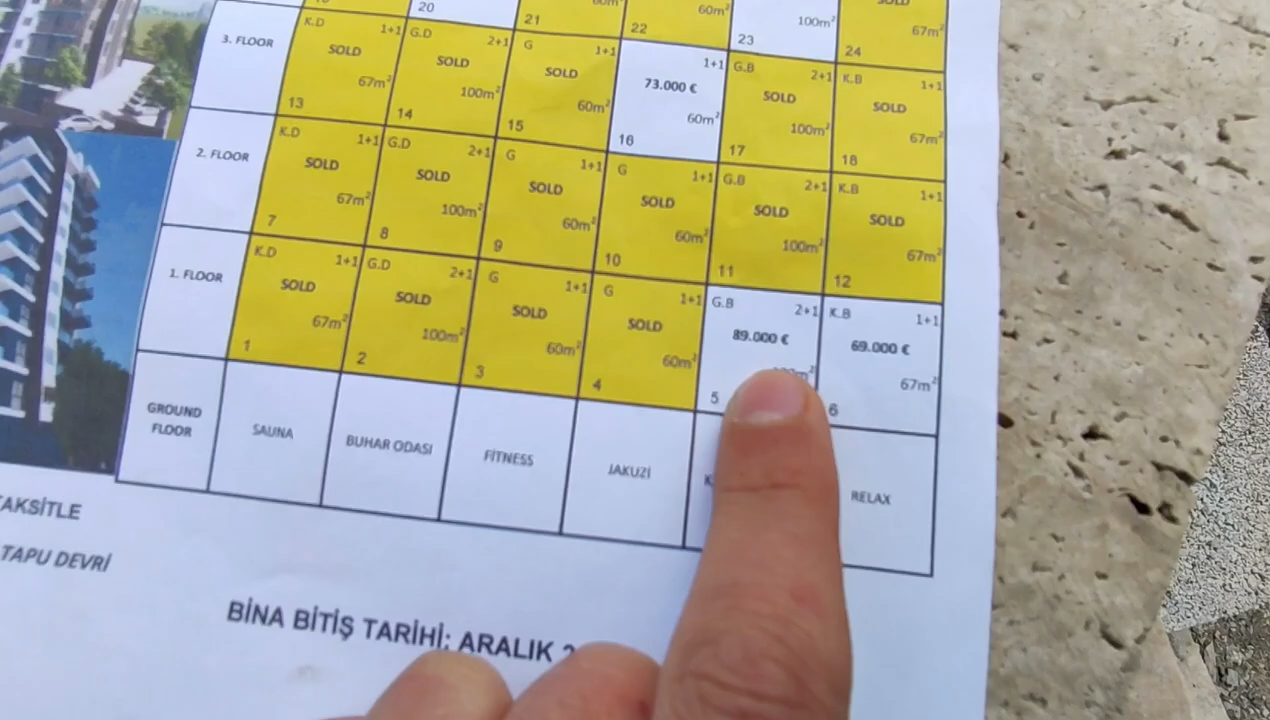 20
21
60m²
22
60m²
23
100m²
24
SOLD
67m²
3. FLOOR
K.D 1+1
SOLD
67m²
13
G.D 2+1
SOLD
100m²
14
G 1+1
SOLD
60m²
15
1+1
73.000 €
60m²
16
G.B 2+1
SOLD
100m²
17
K.B 1+1
SOLD
67m²
18
2. FLOOR
K.D 1+1
SOLD
67m²
7
G.D 2+1
SOLD
100m²
8
G 1+1
SOLD
60m²
9
G 1+1
SOLD
60m²
10
G.B 2+1
SOLD
100m²
11
K.B 1+1
SOLD
67m²
12
1. FLOOR
K.D 1+1
SOLD
67m²
1
G.D 2+1
SOLD
100m²
2
G 1+1
SOLD
60m²
3
G 1+1
SOLD
60m²
4
G.B 2+1
89.000 €
5
K.B 1+1
69.000 €
67m²
6
GROUND
FLOOR
SAUNA
BUHAR ODASI
FİTNESS
JAKUZİ
RELAX
TAKSİTLE
TAPU DEVRİ
BİNA BİTİŞ TARİHİ: ARALIK